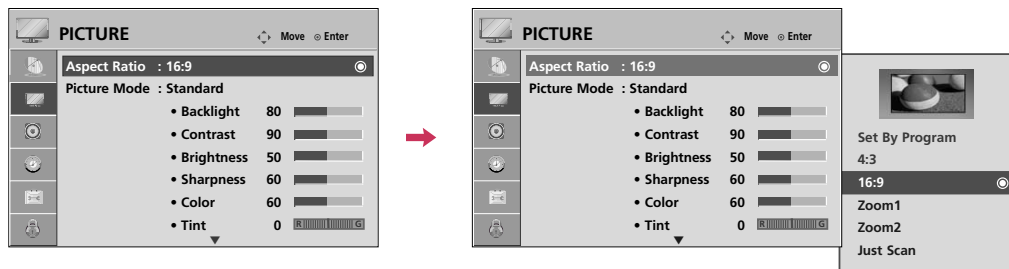 PICTURE Move Enter
Aspect Ratio : 16:9
Picture Mode : Standard
• Backlight 80
• Contrast 90
• Brightness 50
• Sharpness 60
• Color 60
• Tint 0 R G
PICTURE Move Enter
Aspect Ratio : 16:9
Picture Mode : Standard
• Backlight 80
• Contrast 90
• Brightness 50
• Sharpness 60
• Color 60
• Tint 0 R G
Set By Program
4:3
16:9
Zoom1
Zoom2
Just Scan